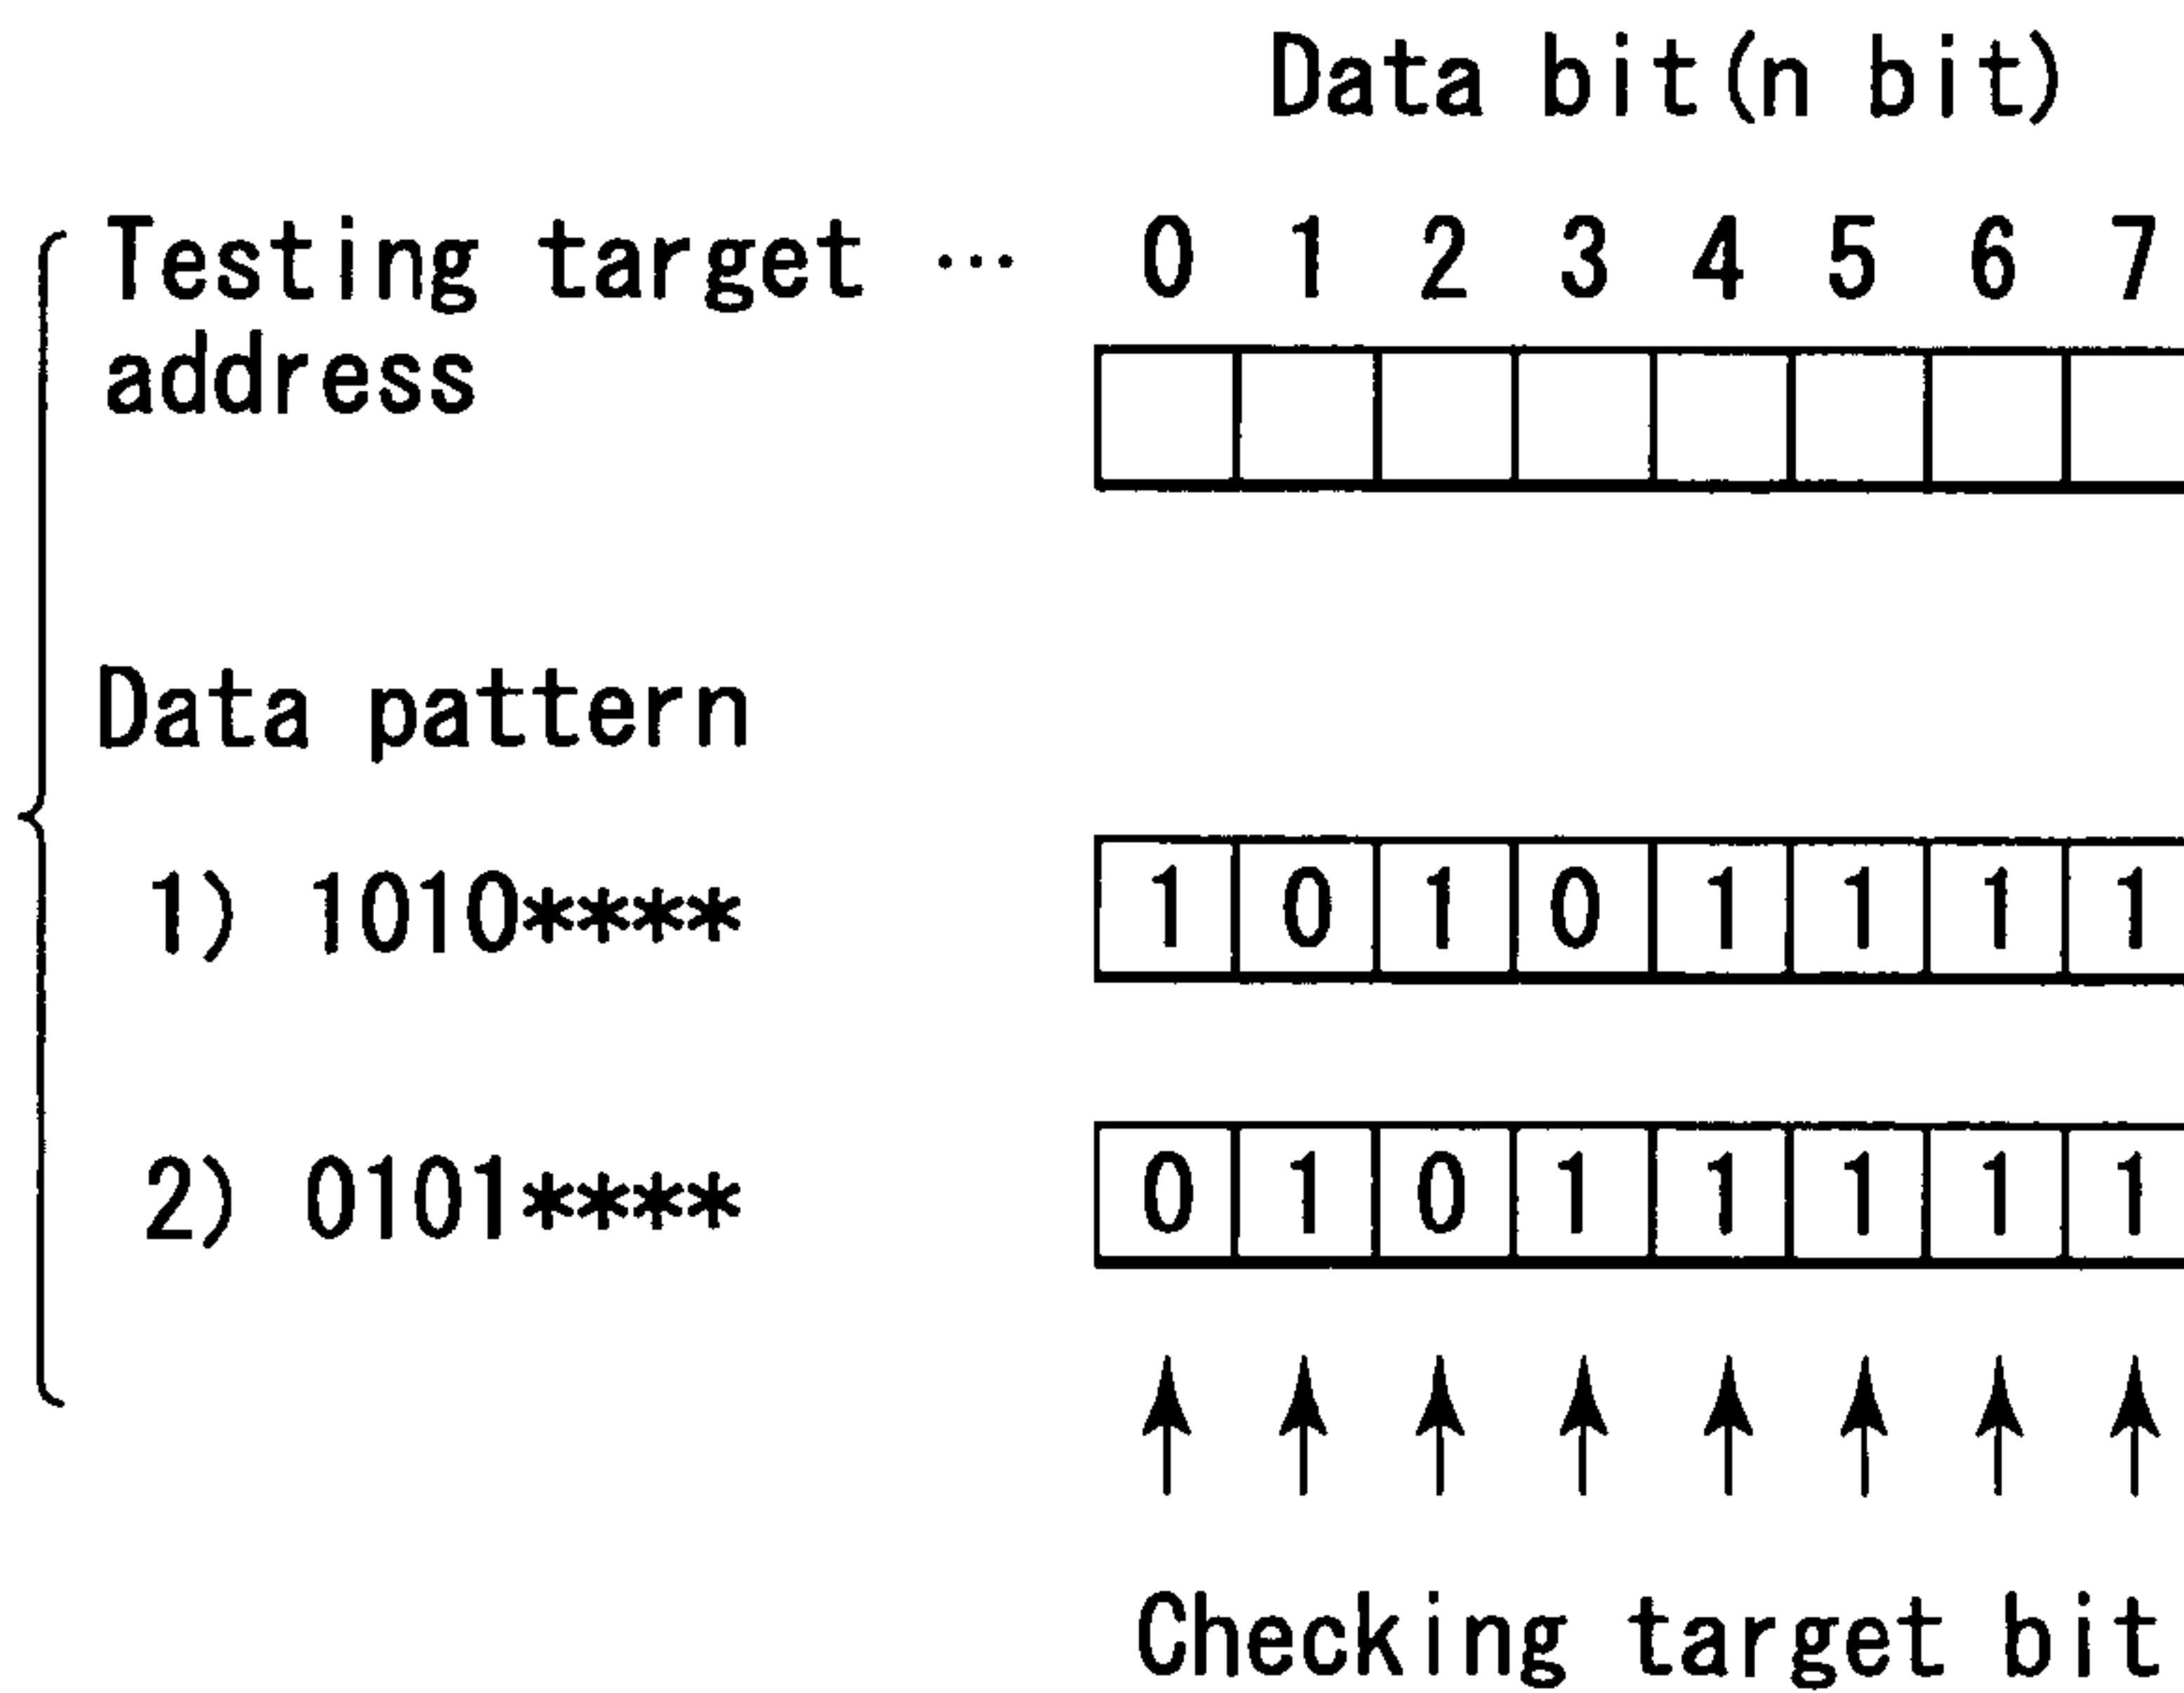 Data bit(n bit)
Testing target ··· 0 1 2 3 4 5 6 7
address
Data pattern
1) 1010**** 1 0 1 0 1 1 1 1
2) 0101**** 0 1 0 1 1 1 1 1
Checking target bit